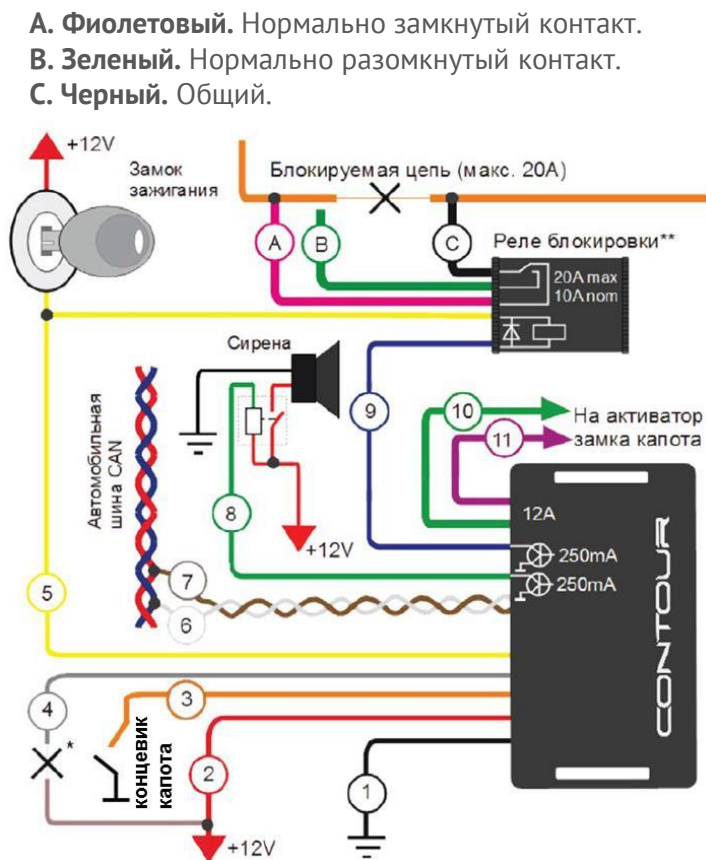 A. Фиолетовый. Нормально замкнутый контакт.
B. Зеленый. Нормально разомкнутый контакт.
C. Черный. Общий.
+12V
Замок
зажигания
Блокируемая цепь (макс. 20А)
A
B
C
Реле блокировки**
20A max
10A nom
Сирена
Автомобильная
шина CAN
9
10
11
На активатор
замка капота
8
+12V
12A
250mA
250mA
7
6
5
CONTOUR
4
*
3
концевик
капота
2
1
+12V